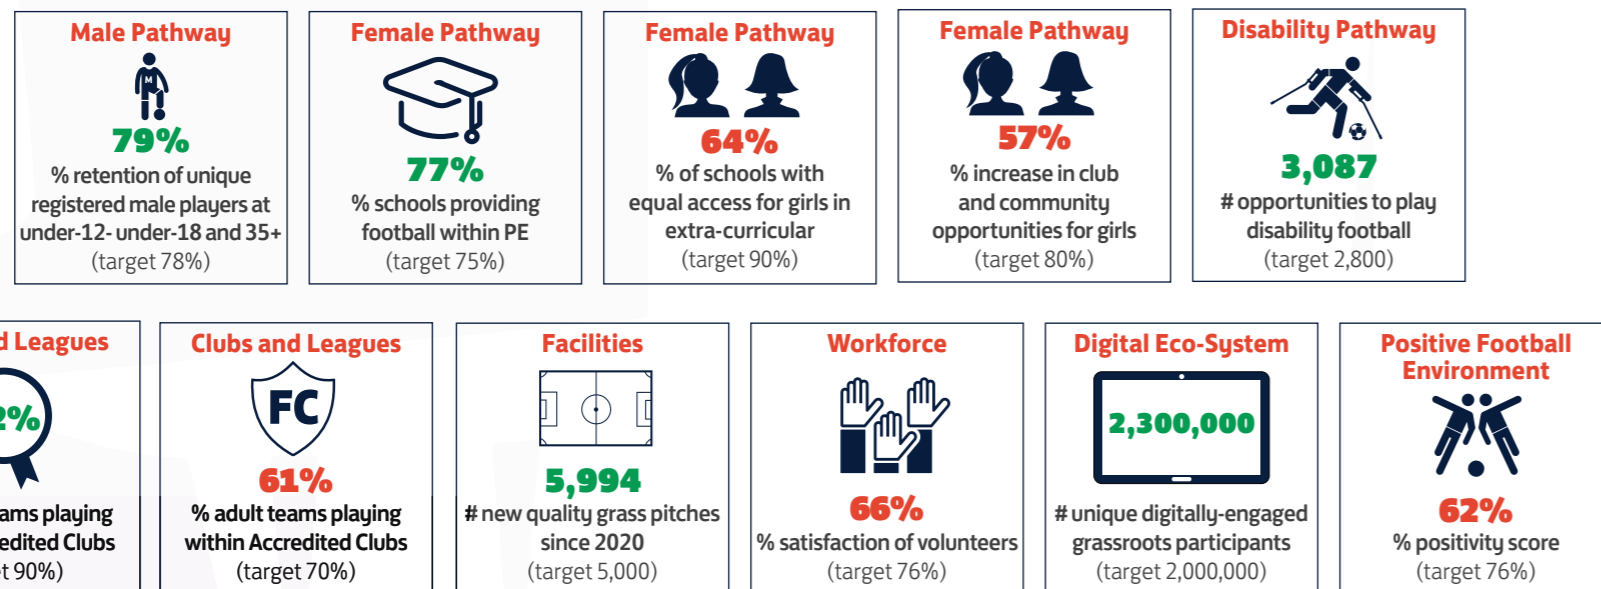 Male Pathway
M
79%
% retention of unique
registered male players at
under-12- under-18 and 35+
(target 78%)
Female Pathway
77%
% schools providing
football within PE
(target 75%)
Female Pathway
64%
% of schools with
equal access for girls in
extra-curricular
(target 90%)
Female Pathway
57%
% increase in club
and community
opportunities for girls
(target 80%)
Disability Pathway
3,087
# opportunities to play
disability football
(target 2,800)
Leagues
playing
Clubs
90%)
Clubs and Leagues
FC
61%
% adult teams playing
within Accredited Clubs
(target 70%)
Facilities
5,994
# new quality grass pitches
since 2020
(target 5,000)
Workforce
66%
% satisfaction of volunteers
(target 76%)
Digital Eco-System
2,300,000
# unique digitally-engaged
grassroots participants
(target 2,000,000)
Positive Football
Environment
62%
% positivity score
(target 76%)